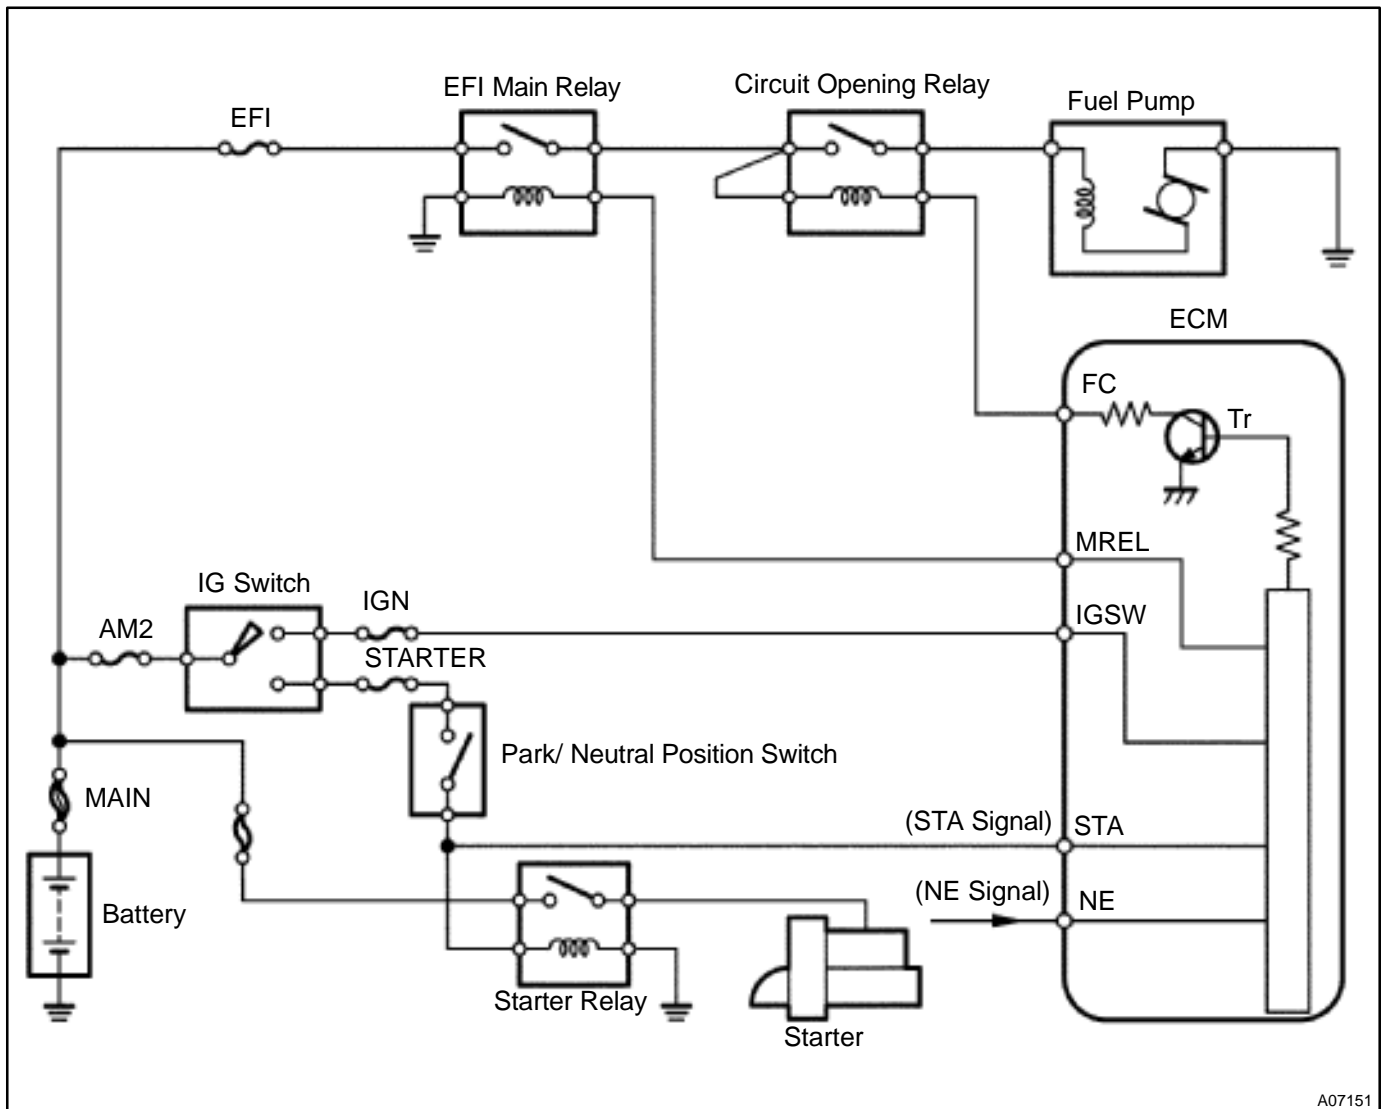 EFI Main Relay
Circuit Opening Relay
Fuel Pump
EFI
ECM
FC
Tr
MREL
IG Switch
IGN
IGSW
AM2
STARTER
Park/ Neutral Position Switch
MAIN
(STA Signal)
STA
(NE Signal)
NE
Battery
Starter Relay
Starter
A07151